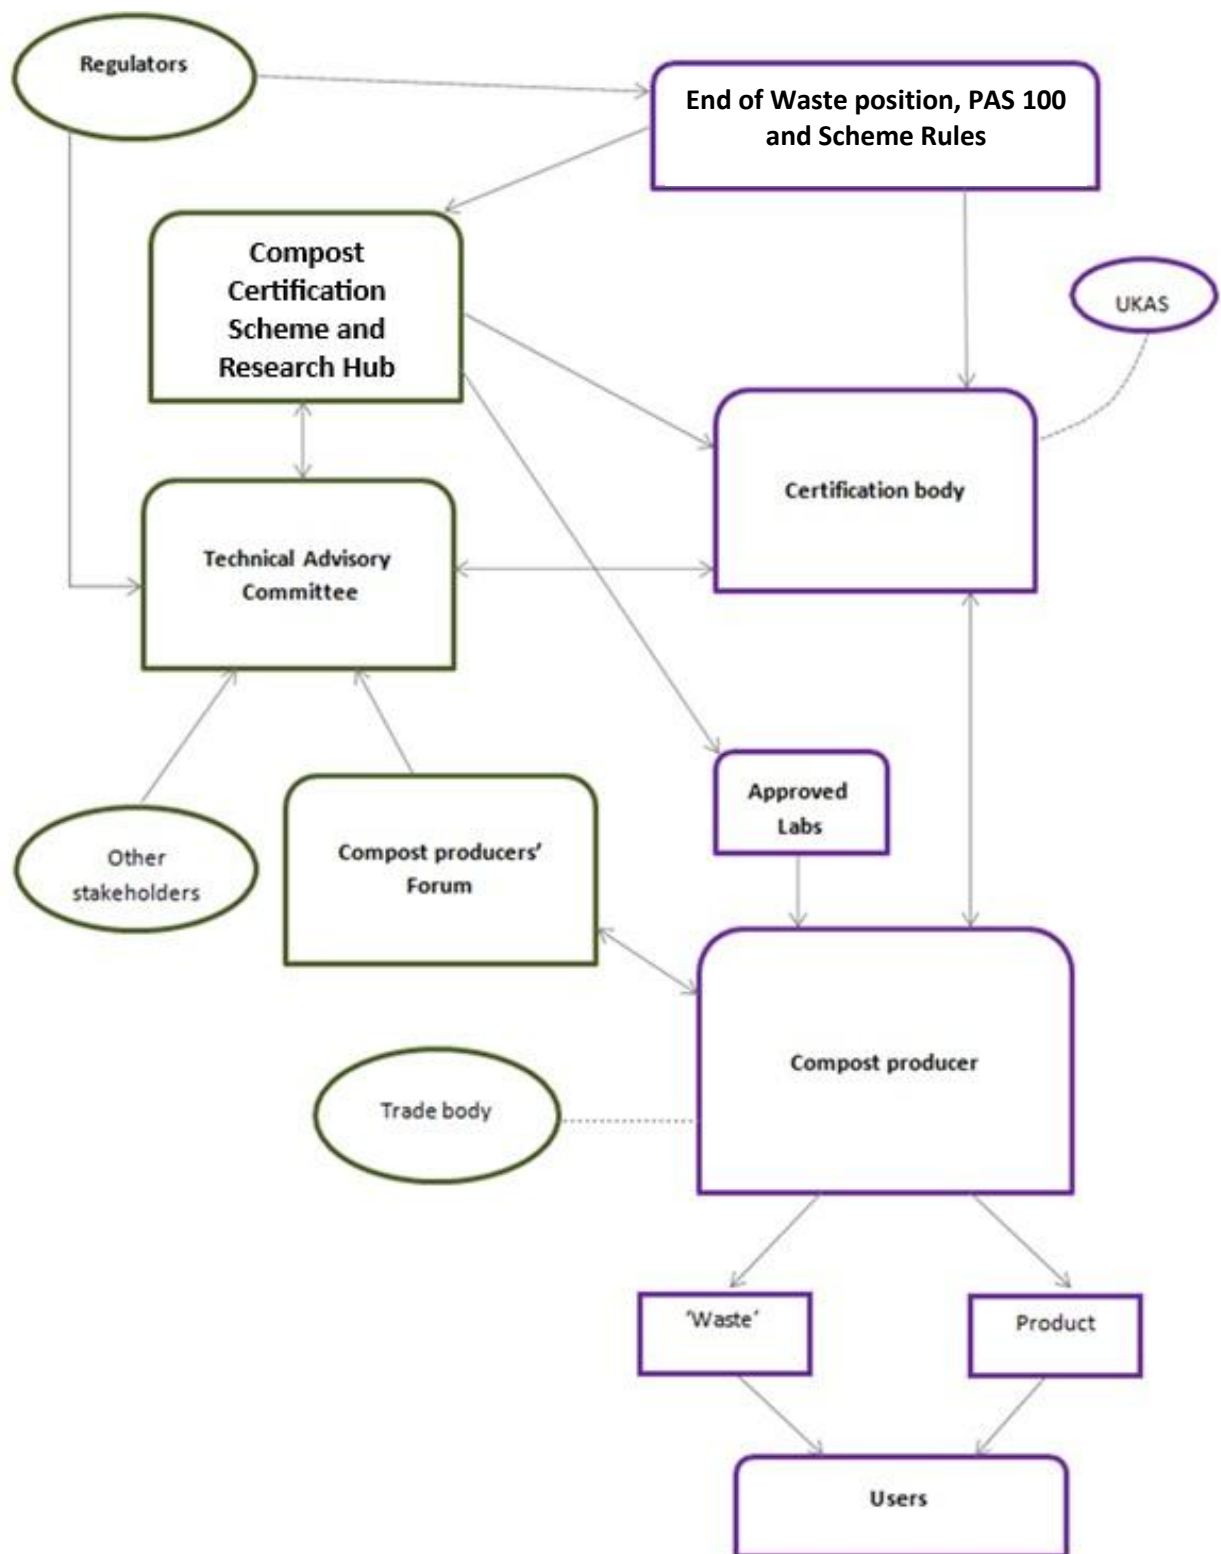 Regulators
End of Waste position, PAS 100
and Scheme Rules
Compost
Certification
Scheme and
Research Hub
UKAS
Certification body
Technical Advisory
Committee
Approved
Labs
Other
stakeholders
Compost producers’
Forum
Compost producer
Trade body
‘Waste’
Product
Users